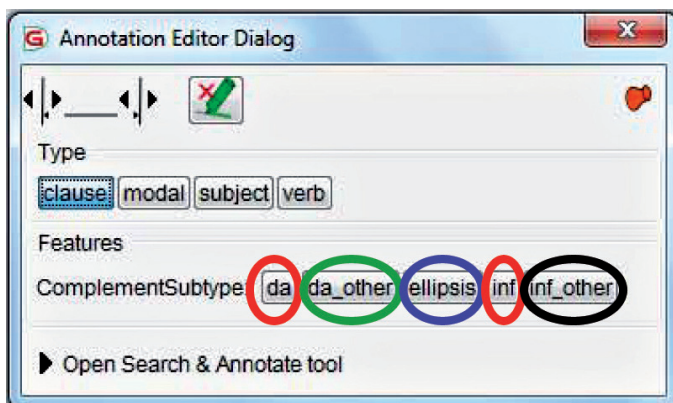 Annotation Editor Dialog
Type
clause modal subject verb
Features
ComplementSubtype: da da_other ellipsis inf inf_other
Open Search & Annotate tool